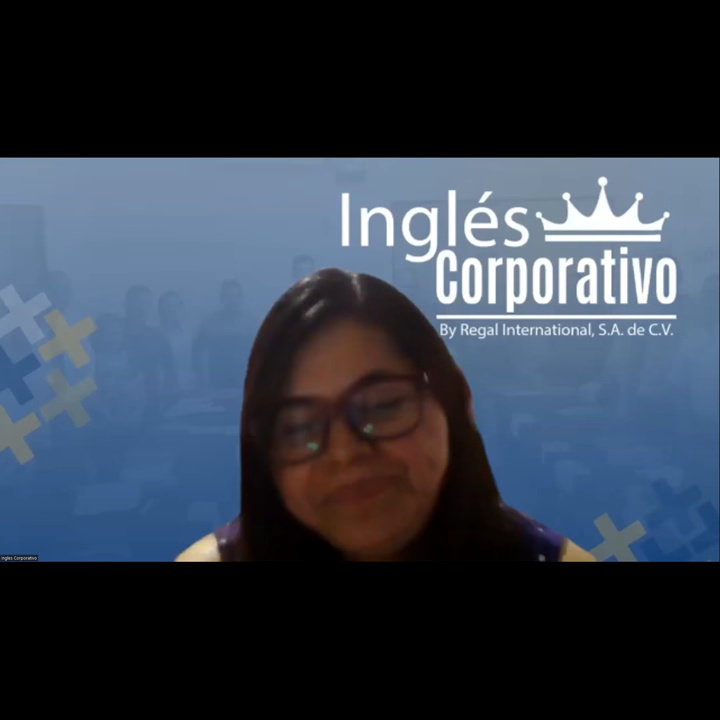 Inglés
Corporativo
By Regal International, S.A. de C.V.
Inglés Corporativo